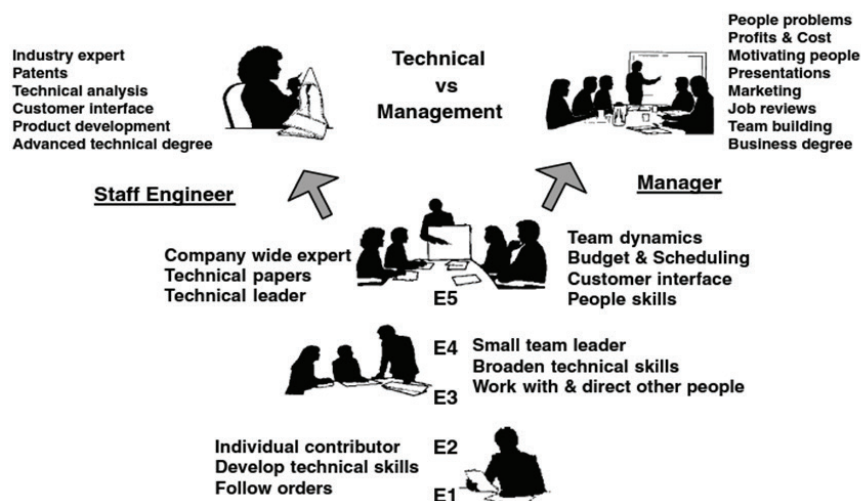 Industry expert
Patents
Technical analysis
Customer interface
Product development
Advanced technical degree
Technical
vs
Management
People problems
Profits & Cost
Motivating people
Presentations
Marketing
Job reviews
Team building
Business degree
Staff Engineer
Manager
Company wide expert
Technical papers
Technical leader
Team dynamics
Budget & Scheduling
Customer interface
People skills
E5
E4
E3
Small team leader
Broaden technical skills
Work with & direct other people
Individual contributor
Develop technical skills
Follow orders
E2
E1